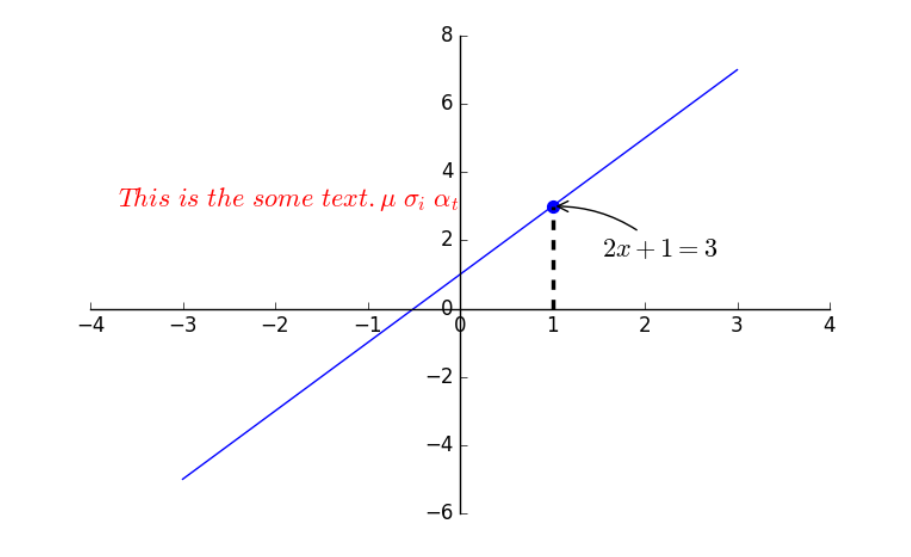 8
6
4
This is the some text. μ σᵢ αₜ
2
2x + 1 = 3
0
−4 −3 −2 −1 0 1 2 3 4
−2
−4
−6